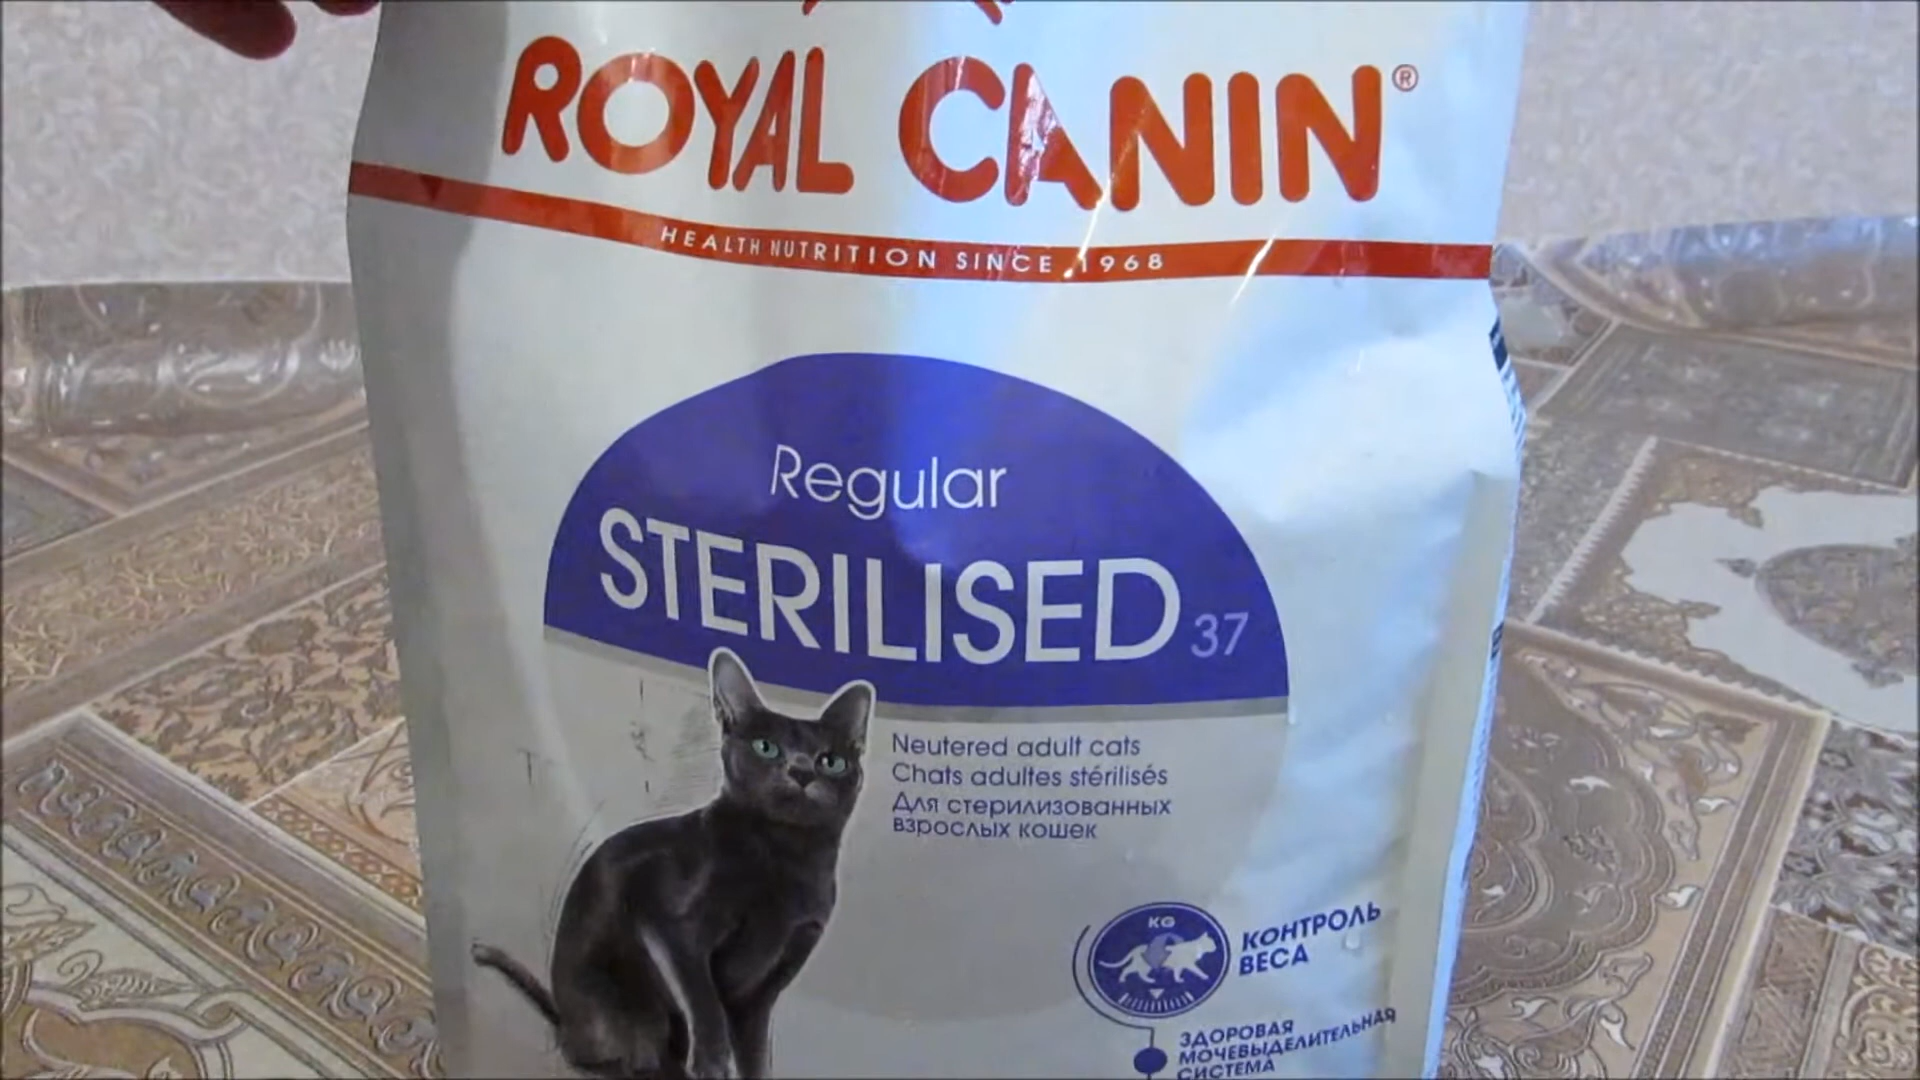 ROYAL CANIN®
HEALTH NUTRITION SINCE 1968
Regular
STERILISED 37
Neutered adult cats
Chats adultes stérilisés
Для стерилизованных
взрослых кошек
KG
КОНТРОЛЬ
ВЕСА
ЗДОРОВАЯ
МОЧЕВЫДЕЛИТЕЛЬНАЯ
СИСТЕМА